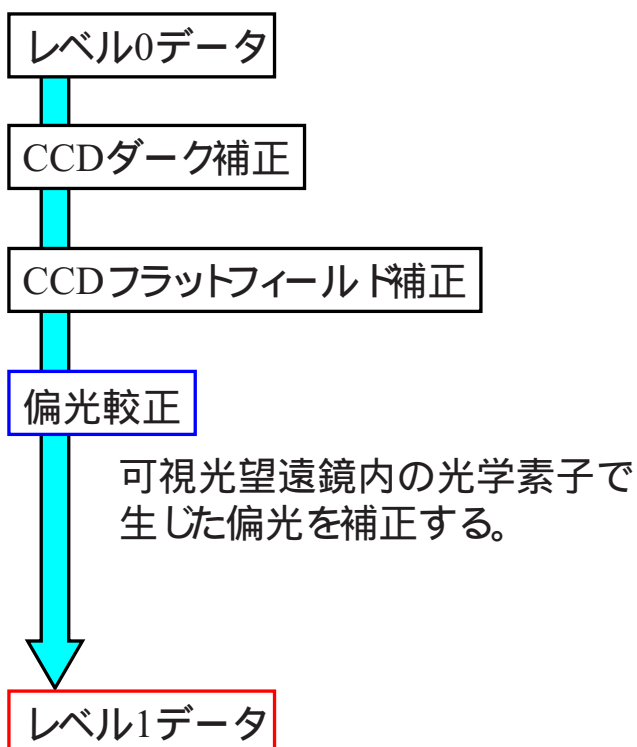 レベル0データ
CCDダーク補正
CCDフラットフィールド補正
偏光較正
可視光望遠鏡内の光学素子で
生じた偏光を補正する。
レベル1データ